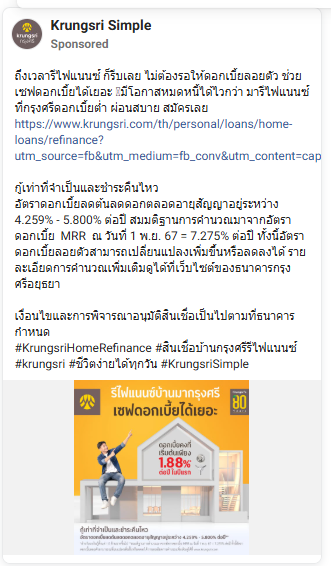 Krungsri Simple
Sponsored
krungsri
กรุงศรี
ถึงเวลารีไฟแนนซ์ ก็รีบเลย ไม่ต้องรอให้ดอกเบี้ยลอยตัว ช่วย
เซฟดอกเบี้ยได้เยอะ มีโอกาสหมดหนี้ได้ไวกว่า มารีไฟแนนซ์
ที่กรุงศรีดอกเบี้ยต่ำ ผ่อนสบาย สมัครเลย
https://www.krungsri.com/th/personal/loans/home-
loans/refinance?
utm_source=fb&utm_medium=fb_conv&utm_content=cap
กู้เท่าที่จำเป็นและชำระคืนไหว
อัตราดอกเบี้ยลดต้นลดดอกตลอดอายุสัญญาอยู่ระหว่าง
4.259% - 5.800% ต่อปี สมมติฐานการคำนวณมาจากอัตรา
ดอกเบี้ย MRR ณ วันที่ 1 พ.ย. 67 = 7.275% ต่อปี ทั้งนี้อัตรา
ดอกเบี้ยลอยตัวสามารถเปลี่ยนแปลงเพิ่มขึ้นหรือลดลงได้ ราย
ละเอียดการคำนวณเพิ่มเติมดูได้ที่เว็บไซต์ของธนาคารกรุง
ศรีอยุธยา
เงื่อนไขและการพิจารณาอนุมัติสินเชื่อเป็นไปตามที่ธนาคาร
กำหนด
#KrungsriHomeRefinance #สินเชื่อบ้านกรุงศรีรีไฟแนนซ์
#krungsri #ชีวิตง่ายได้ทุกวัน #KrungsriSimple
รีไฟแนนซ์บ้านมากรุงศรี
เซฟดอกเบี้ยได้เยอะ
ดอกเบี้ยคงที่
เริ่มต้นเพียง
1.88%
ต่อปี ในปีแรก
กู้เท่าที่จำเป็นและชำระคืนไหว